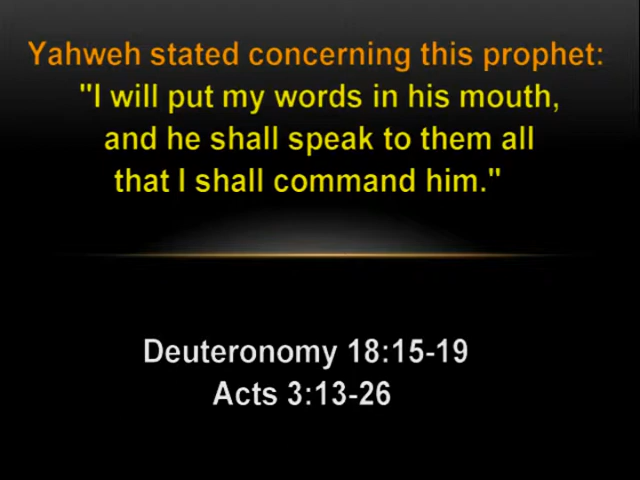 Yahweh stated concerning this prophet:
"I will put my words in his mouth,
and he shall speak to them all
that I shall command him."
Deuteronomy 18:15-19
Acts 3:13-26